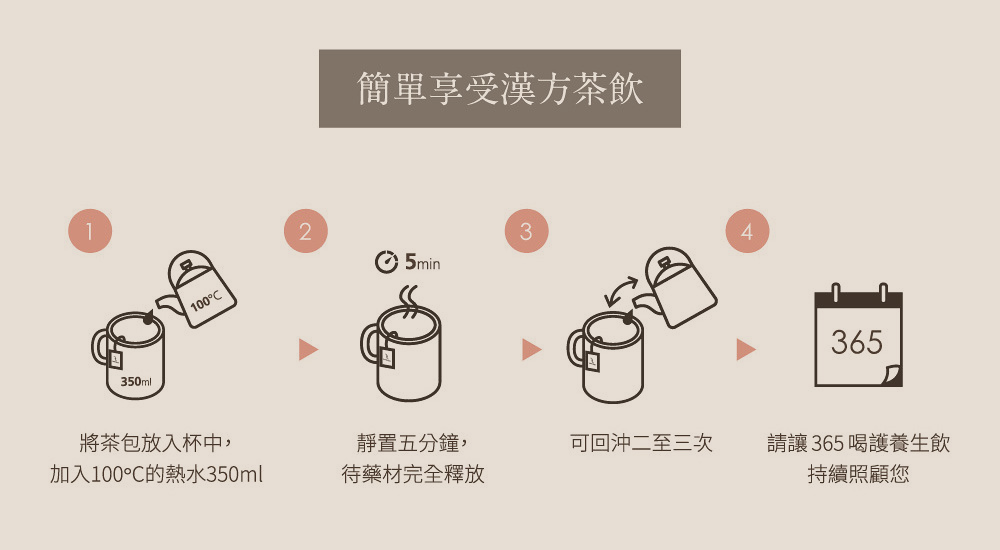 簡單享受漢方茶飲
1
100°C
350ml
將茶包放入杯中，
加入100°C的熱水350ml
2
5min
靜置五分鐘，
待藥材完全釋放
3
可回沖二至三次
4
365
請讓 365 喝護養生飲
持續照顧您